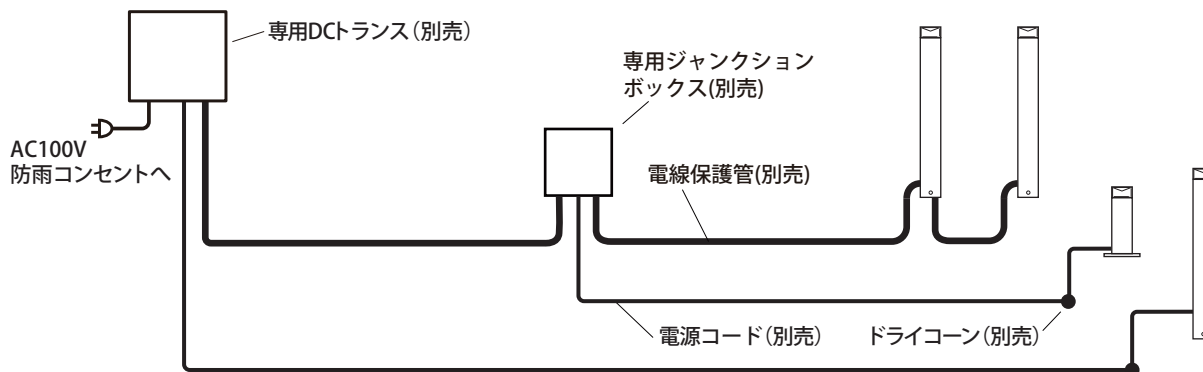 専用DCトランス（別売）
専用ジャンクション
ボックス(別売)
AC100V
防雨コンセントへ
電線保護管(別売)
電源コード（別売）
ドライコーン（別売）